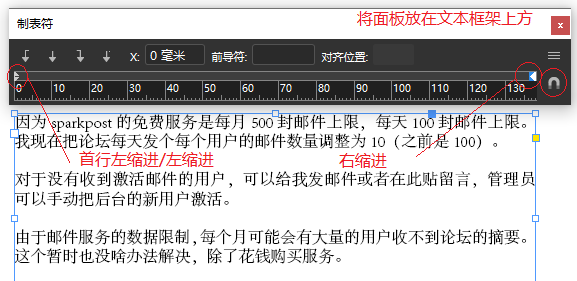 制表符
将面板放在文本框架上方
x
X: 0 毫米 前导符: 对齐位置:
0 10 20 30 40 50 60 70 80 90 100 110 120 130
因为 sparkpost 的免费服务是每月 500 封邮件上限，每天 100 封邮件上限。
我现在把论坛每天发个每个用户的邮件数量调整为 10（之前是 100）。
首行左缩进/左缩进 右缩进
对于没有收到激活邮件的用户，可以给我发邮件或者在此贴留言，管理员
可以手动把后台的新用户激活。
由于邮件服务的数据限制，每个月可能会有大量的用户收不到论坛的摘要。
这个暂时也没啥办法解决，除了花钱购买服务。